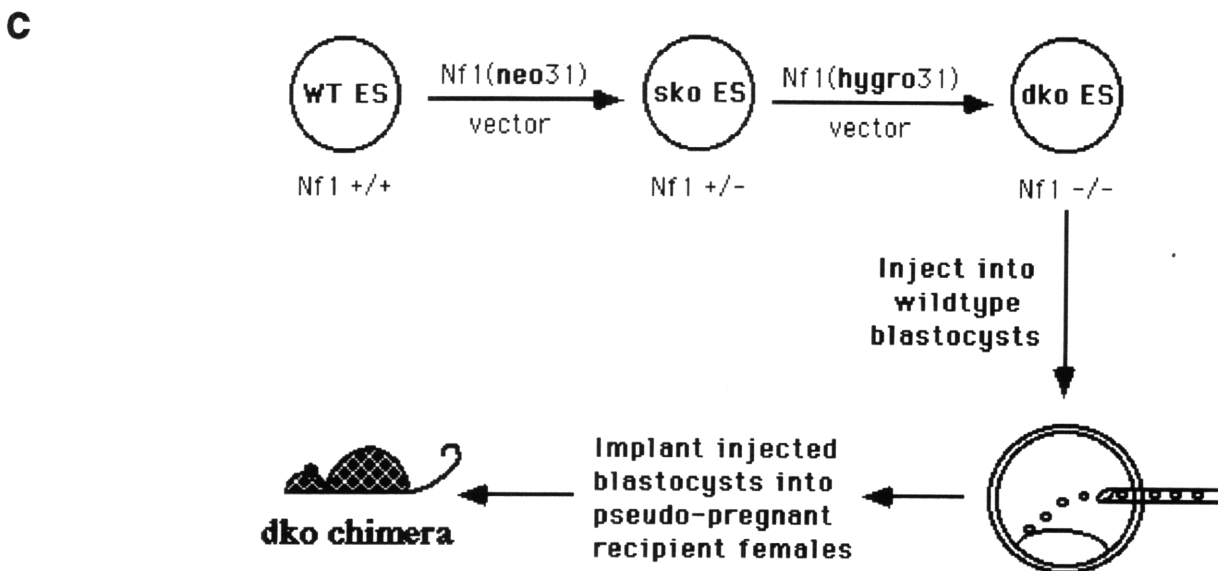 C
WT ES
Nf1(neo31)
vector
sko ES
Nf1(hygro31)
vector
dko ES
Nf1 +/+
Nf1 +/-
Nf1 -/-
Inject into
wildtype
blastocysts
Implant injected
blastocysts into
pseudo-pregnant
recipient females
dko chimera